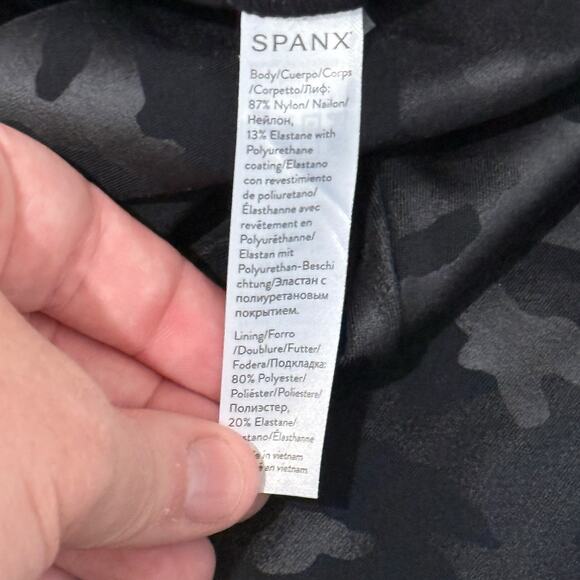 SPANX
Body/Cuerpo/Corps
/Corpetto/Лиф:
87% Nylon/ Nailon/
Нейлон,
13% Elastane with
Polyurethane
coating/Elastano
con revestimiento
de poliuretano/
Élasthanne avec
revêtement en
Polyuréthanne/
Elastan mit
Polyurethan-Beschi
chtung/Эластан с
полиуретановым
покрытием.
Lining/Forro
/Doublure/Futter/
Fodera/Подкладка:
80% Polyester/
Poliéster/Poliestere/
Полиэстер,
20% Elastane/
/Élasthanne
in vietnam
en vietnam